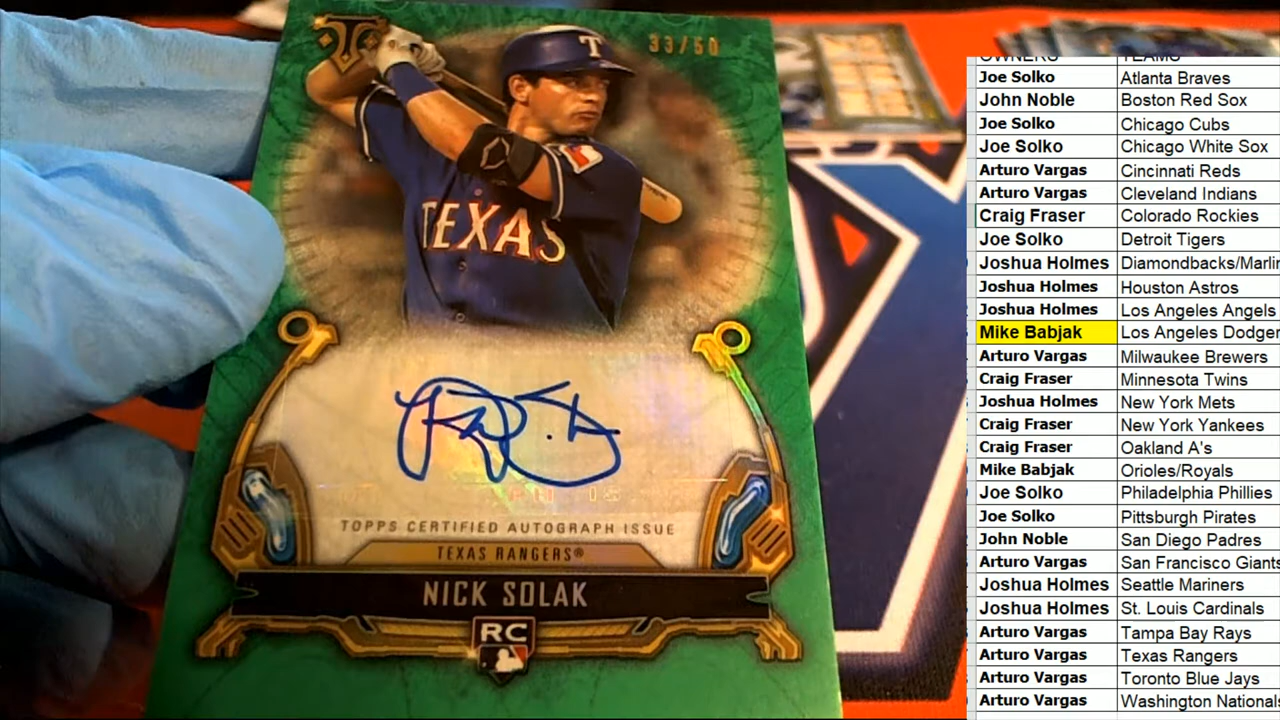 33/50
T
TEXAS
TOPPS CERTIFIED AUTOGRAPH ISSUE
TEXAS RANGERS®
NICK SOLAK
RC
OWNERS TEAMS
Joe Solko Atlanta Braves
John Noble Boston Red Sox
Joe Solko Chicago Cubs
Joe Solko Chicago White Sox
Arturo Vargas Cincinnati Reds
Arturo Vargas Cleveland Indians
Craig Fraser Colorado Rockies
Joe Solko Detroit Tigers
Joshua Holmes Diamondbacks/Marlin
Joshua Holmes Houston Astros
Joshua Holmes Los Angeles Angels
Mike Babjak Los Angeles Dodger
Arturo Vargas Milwaukee Brewers
Craig Fraser Minnesota Twins
Joshua Holmes New York Mets
Craig Fraser New York Yankees
Craig Fraser Oakland A's
Mike Babjak Orioles/Royals
Joe Solko Philadelphia Phillies
Joe Solko Pittsburgh Pirates
John Noble San Diego Padres
Arturo Vargas San Francisco Giants
Joshua Holmes Seattle Mariners
Joshua Holmes St. Louis Cardinals
Arturo Vargas Tampa Bay Rays
Arturo Vargas Texas Rangers
Arturo Vargas Toronto Blue Jays
Arturo Vargas Washington Nationals